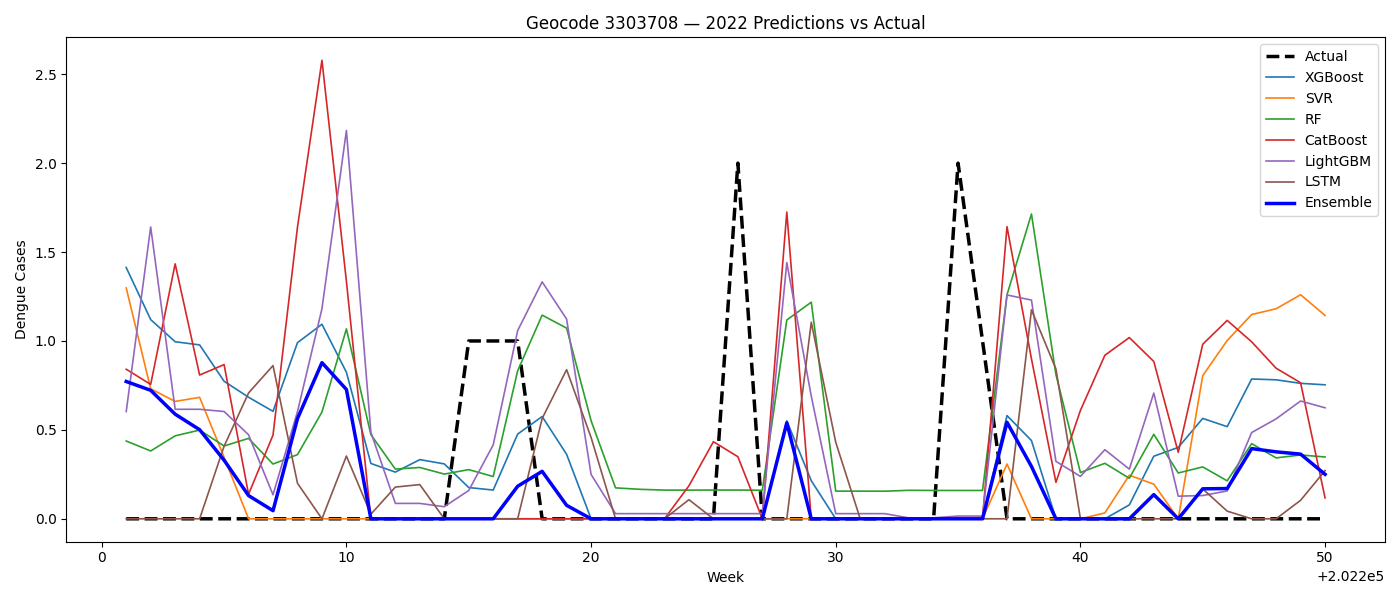 Geocode 3303708 — 2022 Predictions vs Actual
Dengue Cases
2.5
2.0
1.5
1.0
0.5
0.0
0
10
20
30
40
50
+2.022e5
Week
Actual
XGBoost
SVR
RF
CatBoost
LightGBM
LSTM
Ensemble